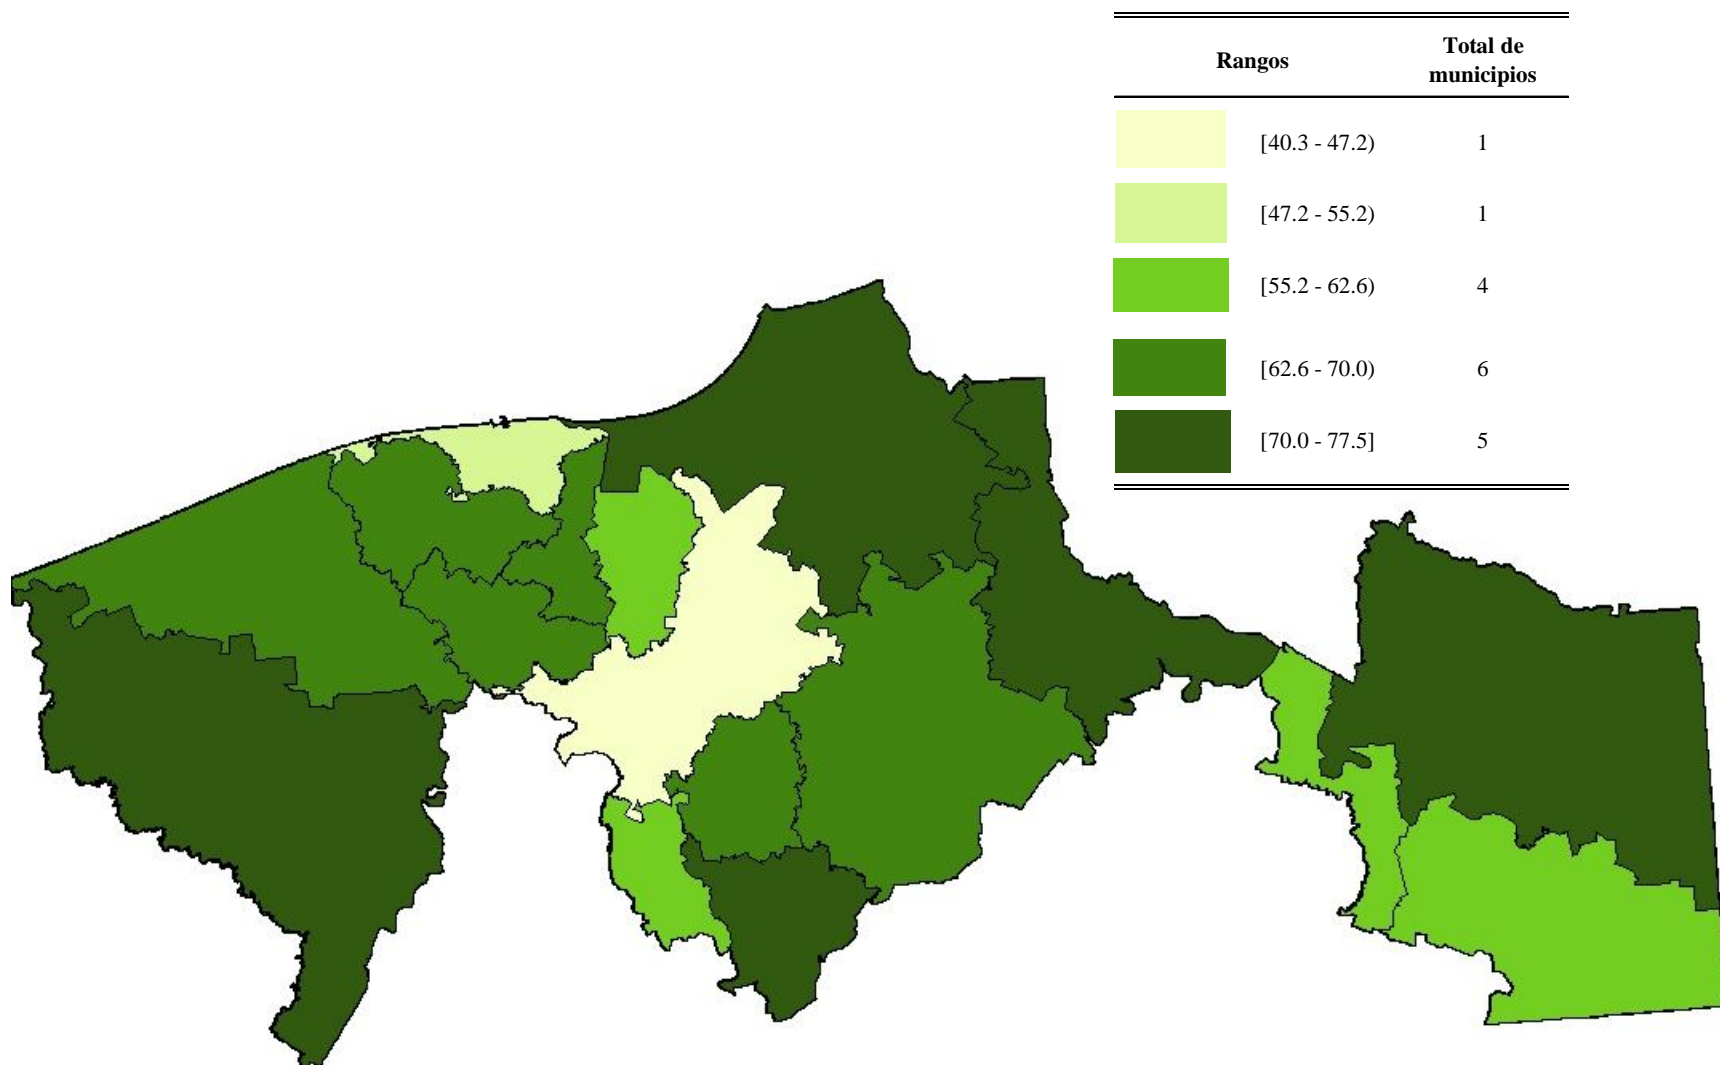 Rangos
Total de
municipios
[40.3 - 47.2) 1
[47.2 - 55.2) 1
[55.2 - 62.6) 4
[62.6 - 70.0) 6
[70.0 - 77.5] 5